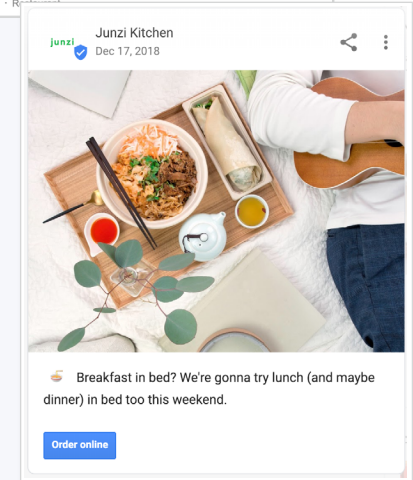 junzi
Junzi Kitchen
Dec 17, 2018
Breakfast in bed? We're gonna try lunch (and maybe
dinner) in bed too this weekend.
Order online